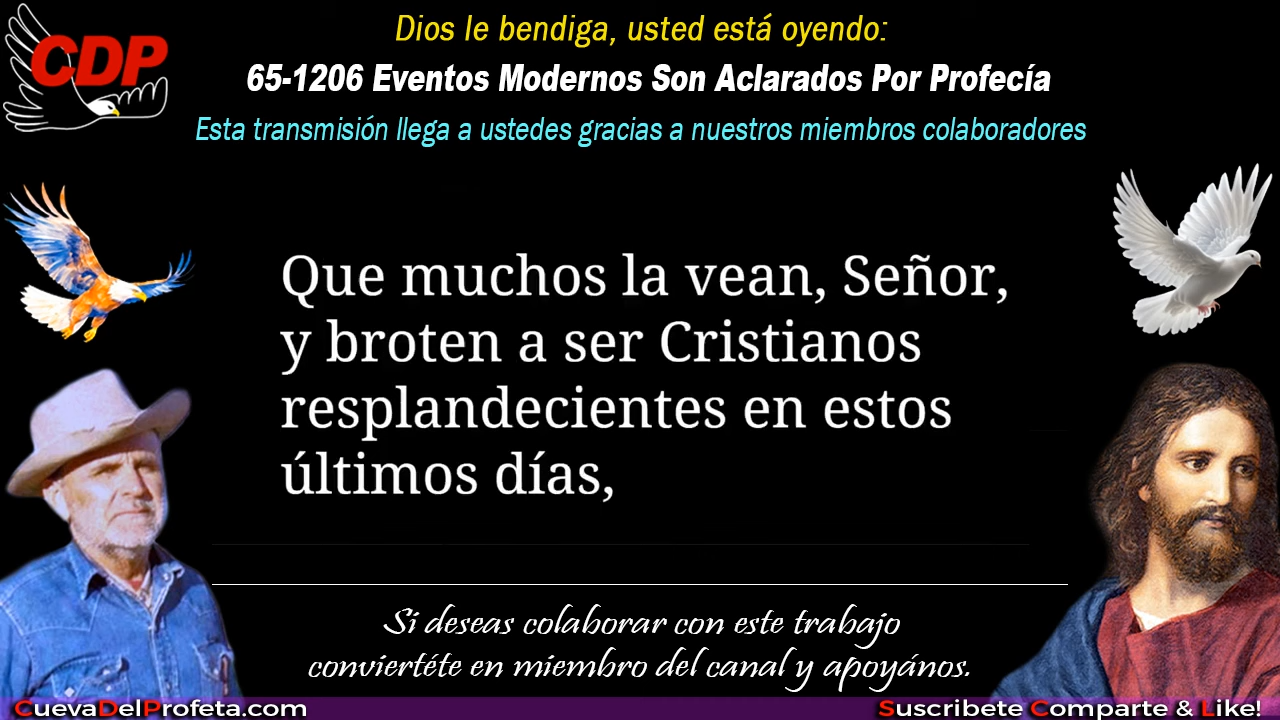 CDP
Dios le bendiga, usted está oyendo:
65-1206 Eventos Modernos Son Aclarados Por Profecía
Esta transmisión llega a ustedes gracias a nuestros miembros colaboradores
Que muchos la vean, Señor,
y broten a ser Cristianos
resplandecientes en estos
últimos días,
Si deseas colaborar con este trabajo
conviertéte en miembro del canal y apoyános.
CuevaDelProfeta.com
Suscribete Comparte & Like!